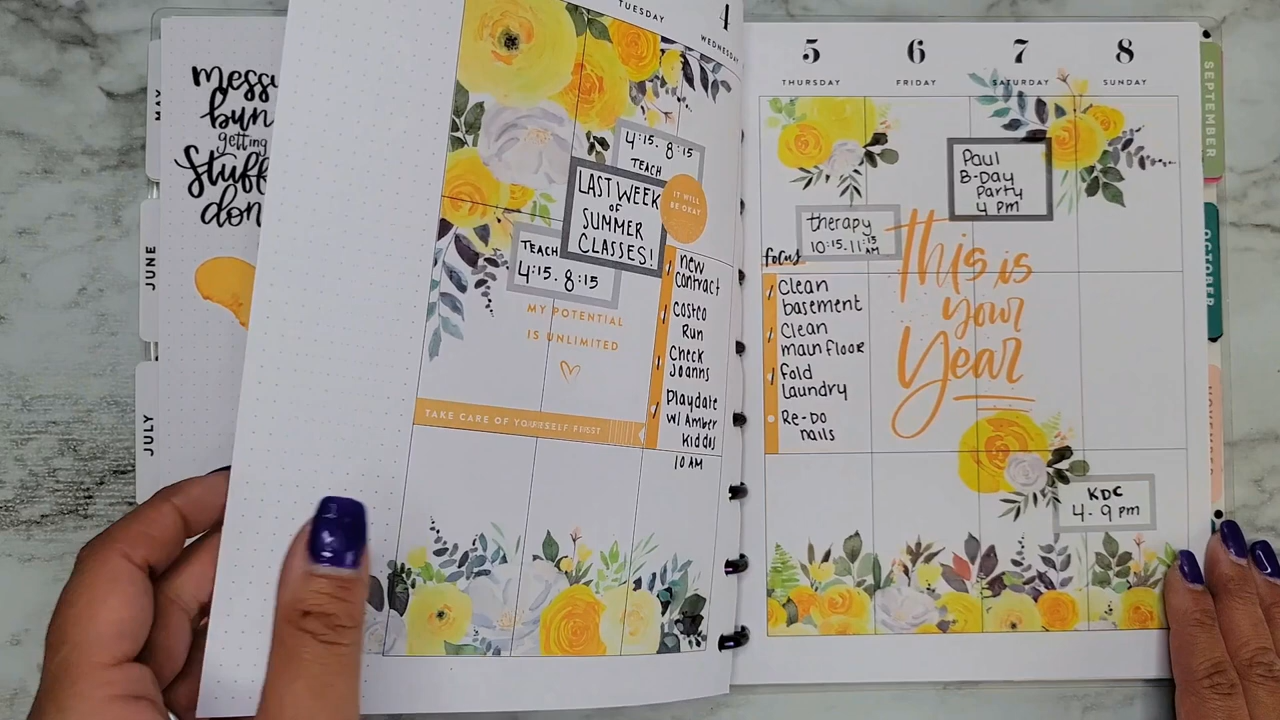 MAY
JUNE
JULY
messy
bun
getting
Stuff
don
TUESDAY
4
WEDNESDAY
4:15 - 8:15
TEACH
LAST WEEK
of
SUMMER
CLASSES!
IT WILL
BE OKAY
TEACH
4:15 - 8:15
MY POTENTIAL
IS UNLIMITED
TAKE CARE OF YOURSELF FIRST
new
contract
Costco
Run
Check
Joanns
Playdate
w/ Amber
Kiddos
10 AM
5
THURSDAY
6
FRIDAY
7
SATURDAY
8
SUNDAY
therapy
10:15-11:15
AM
focus
Clean
basement
Clean
main floor
fold
laundry
Re-do
nails
Paul
B-Day
Party
4 pm
this is
your
Year
KDC
4 - 9 pm
SEPTEMBER
OCTOBER